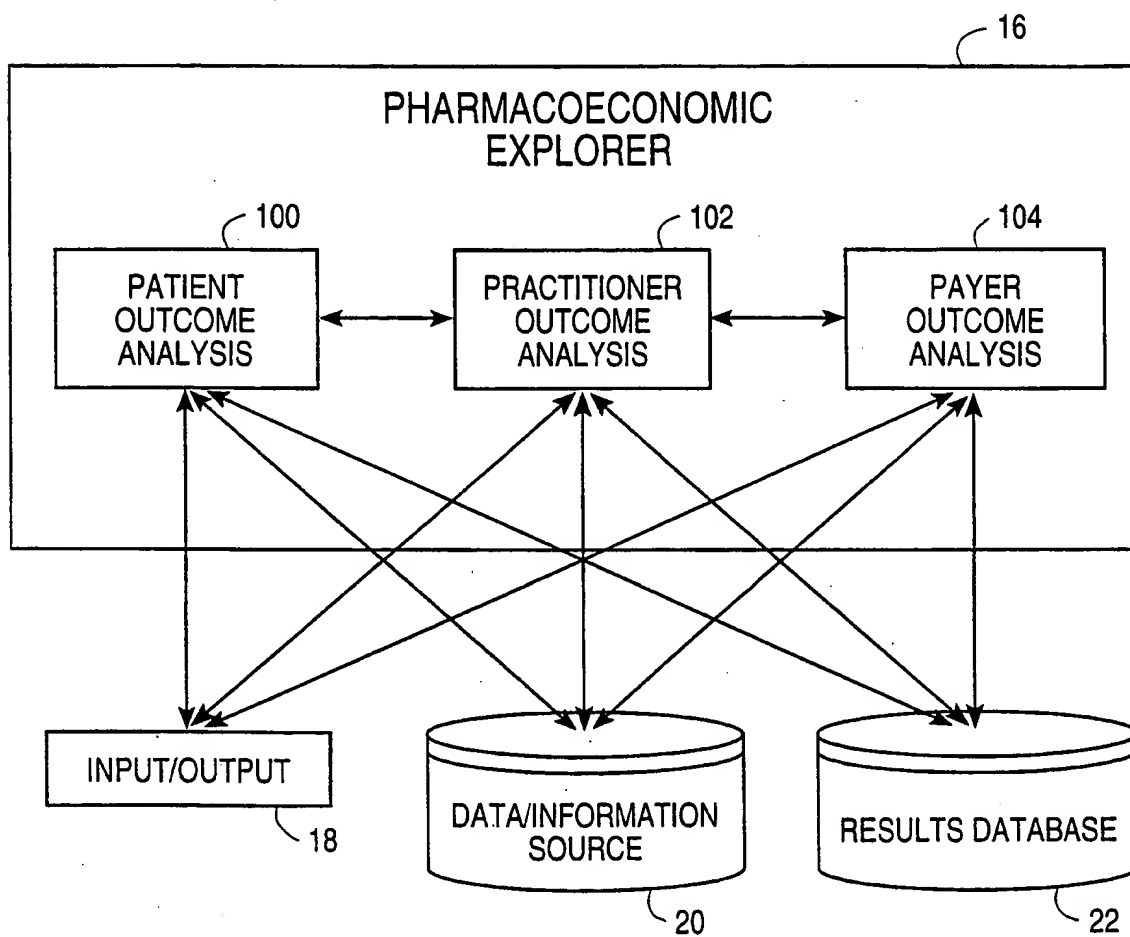 16
PHARMACOECONOMIC
EXPLORER
100
102
104
PATIENT
OUTCOME
ANALYSIS
PRACTITIONER
OUTCOME
ANALYSIS
PAYER
OUTCOME
ANALYSIS
INPUT/OUTPUT
18
DATA/INFORMATION
SOURCE
20
RESULTS DATABASE
22